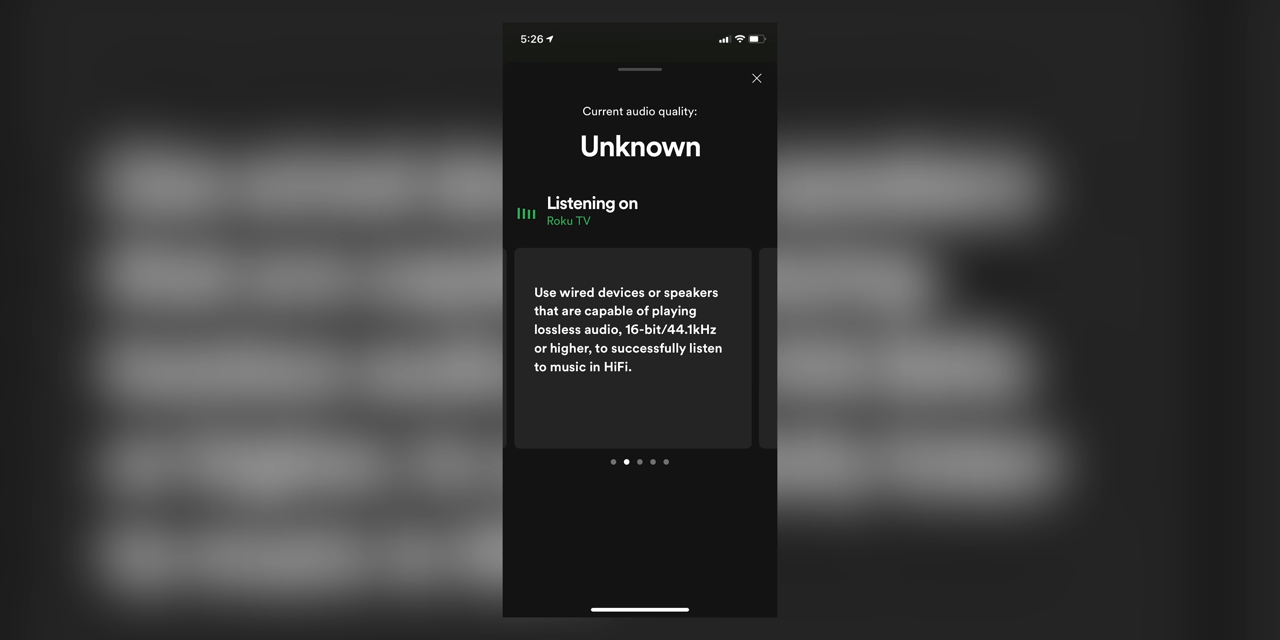 5:26
Current audio quality:
Unknown
Listening on
Roku TV
Use wired devices or speakers
that are capable of playing
lossless audio, 16-bit/44.1kHz
or higher, to successfully listen
to music in HiFi.